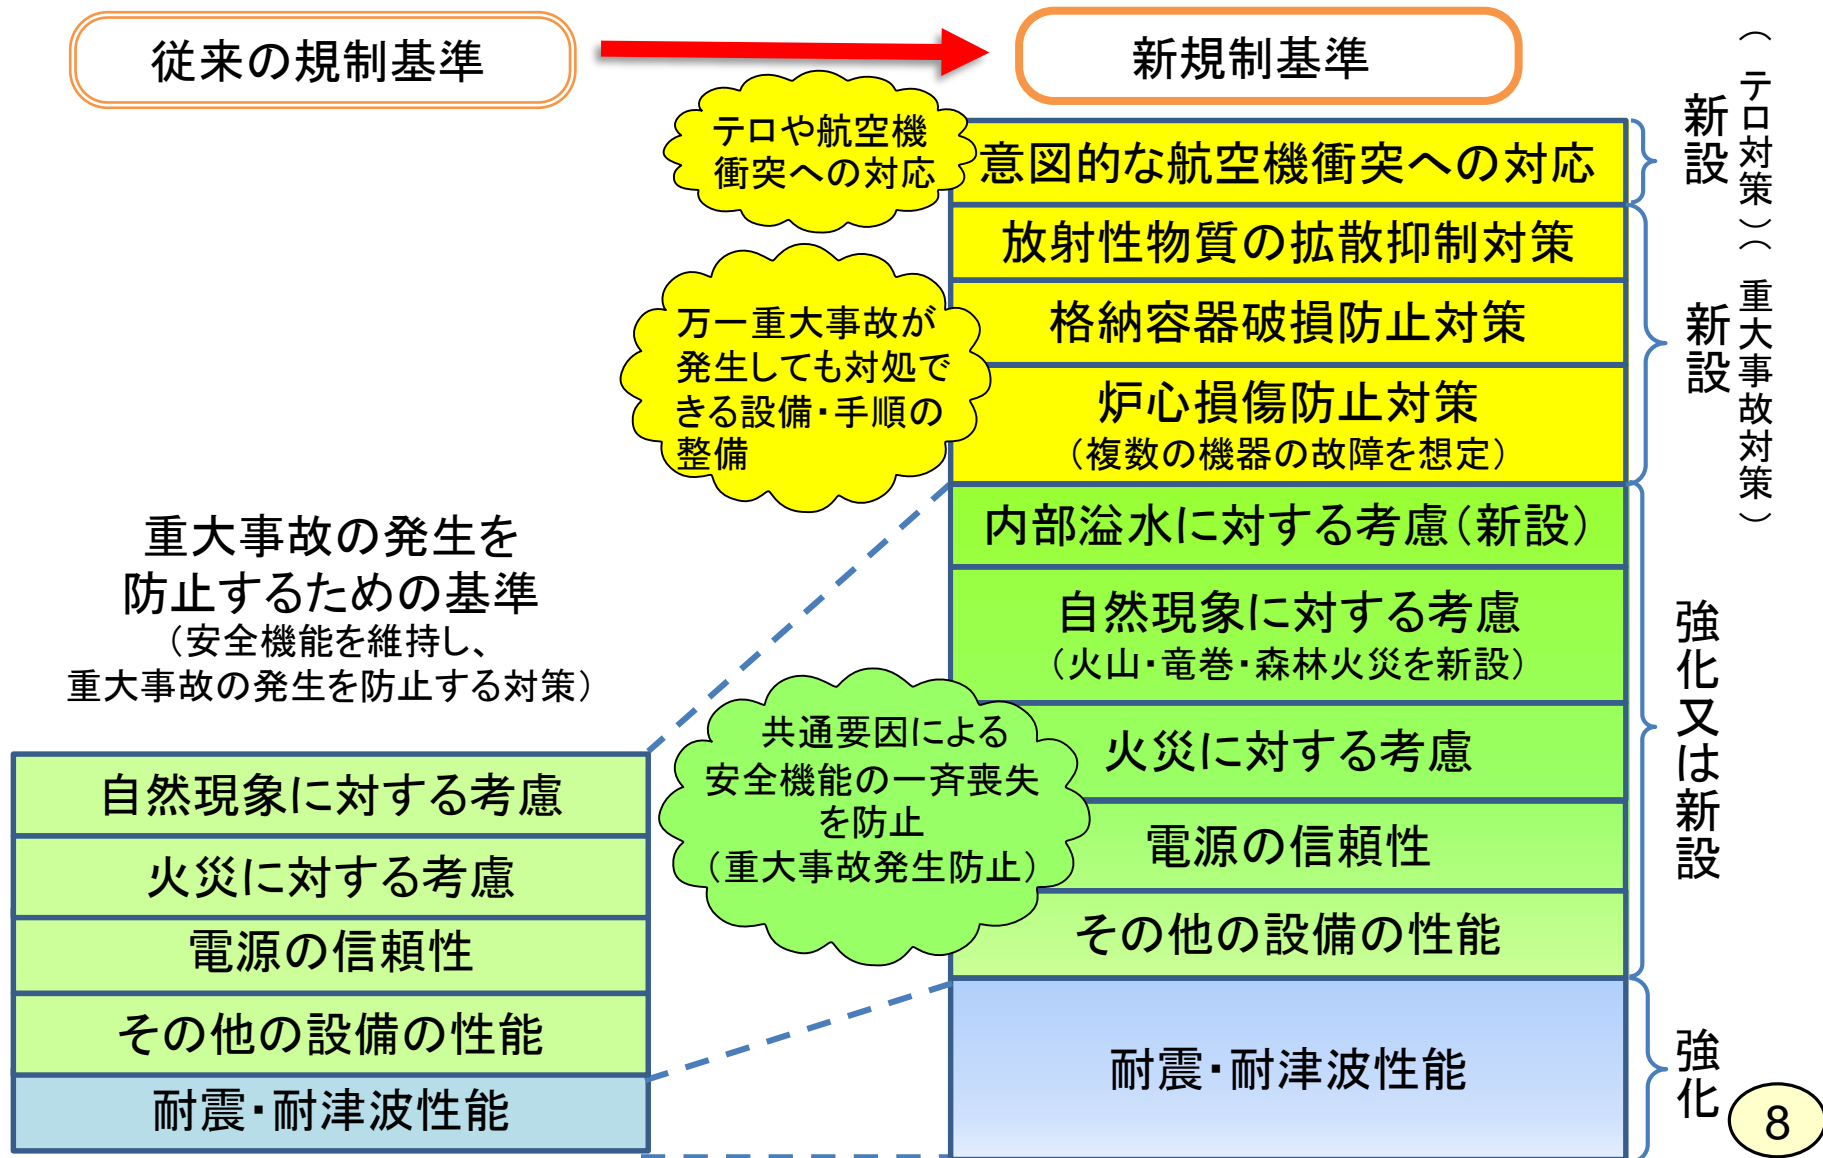 従来の規制基準
新規制基準
重大事故の発生を
防止するための基準
（安全機能を維持し、
重大事故の発生を防止する対策）
自然現象に対する考慮
火災に対する考慮
電源の信頼性
その他の設備の性能
耐震・耐津波性能
テロや航空機
衝突への対応
万一重大事故が
発生しても対処で
きる設備・手順の
整備
共通要因による
安全機能の一斉喪失
を防止
（重大事故発生防止）
意図的な航空機衝突への対応
放射性物質の拡散抑制対策
格納容器破損防止対策
炉心損傷防止対策
（複数の機器の故障を想定）
内部溢水に対する考慮（新設）
自然現象に対する考慮
（火山・竜巻・森林火災を新設）
火災に対する考慮
電源の信頼性
その他の設備の性能
耐震・耐津波性能
新設
（テロ対策）
新設
（重大事故対策）
強化又は新設
強化
8